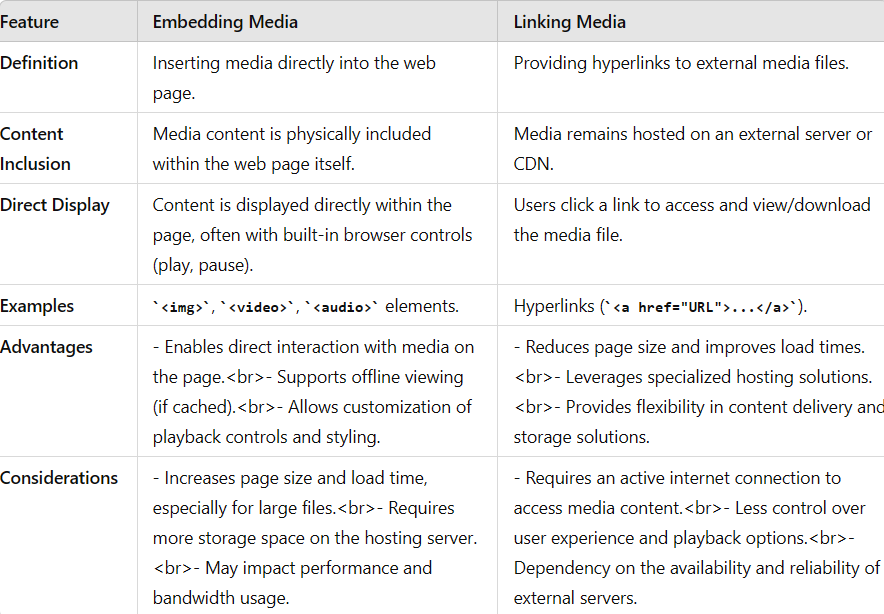 Feature Embedding Media Linking Media
Definition
Inserting media directly into the web
page.
Providing hyperlinks to external media files.
Content
Inclusion
Media content is physically included
within the web page itself.
Media remains hosted on an external server or
CDN.
Direct Display
Content is displayed directly within the
page, often with built-in browser controls
(play, pause).
Users click a link to access and view/download
the media file.
Examples
`<img>`, `<video>`, `<audio>` elements.
Hyperlinks (`<a href="URL">...</a>`).
Advantages
- Enables direct interaction with media on
the page.<br>- Supports offline viewing
(if cached).<br>- Allows customization of
playback controls and styling.
- Reduces page size and improves load times.
<br>- Leverages specialized hosting solutions.
<br>- Provides flexibility in content delivery and
storage solutions.
Considerations
- Increases page size and load time,
especially for large files.<br>- Requires
more storage space on the hosting server.
<br>- May impact performance and
bandwidth usage.
- Requires an active internet connection to
access media content.<br>- Less control over
user experience and playback options.<br>-
Dependency on the availability and reliability of
external servers.